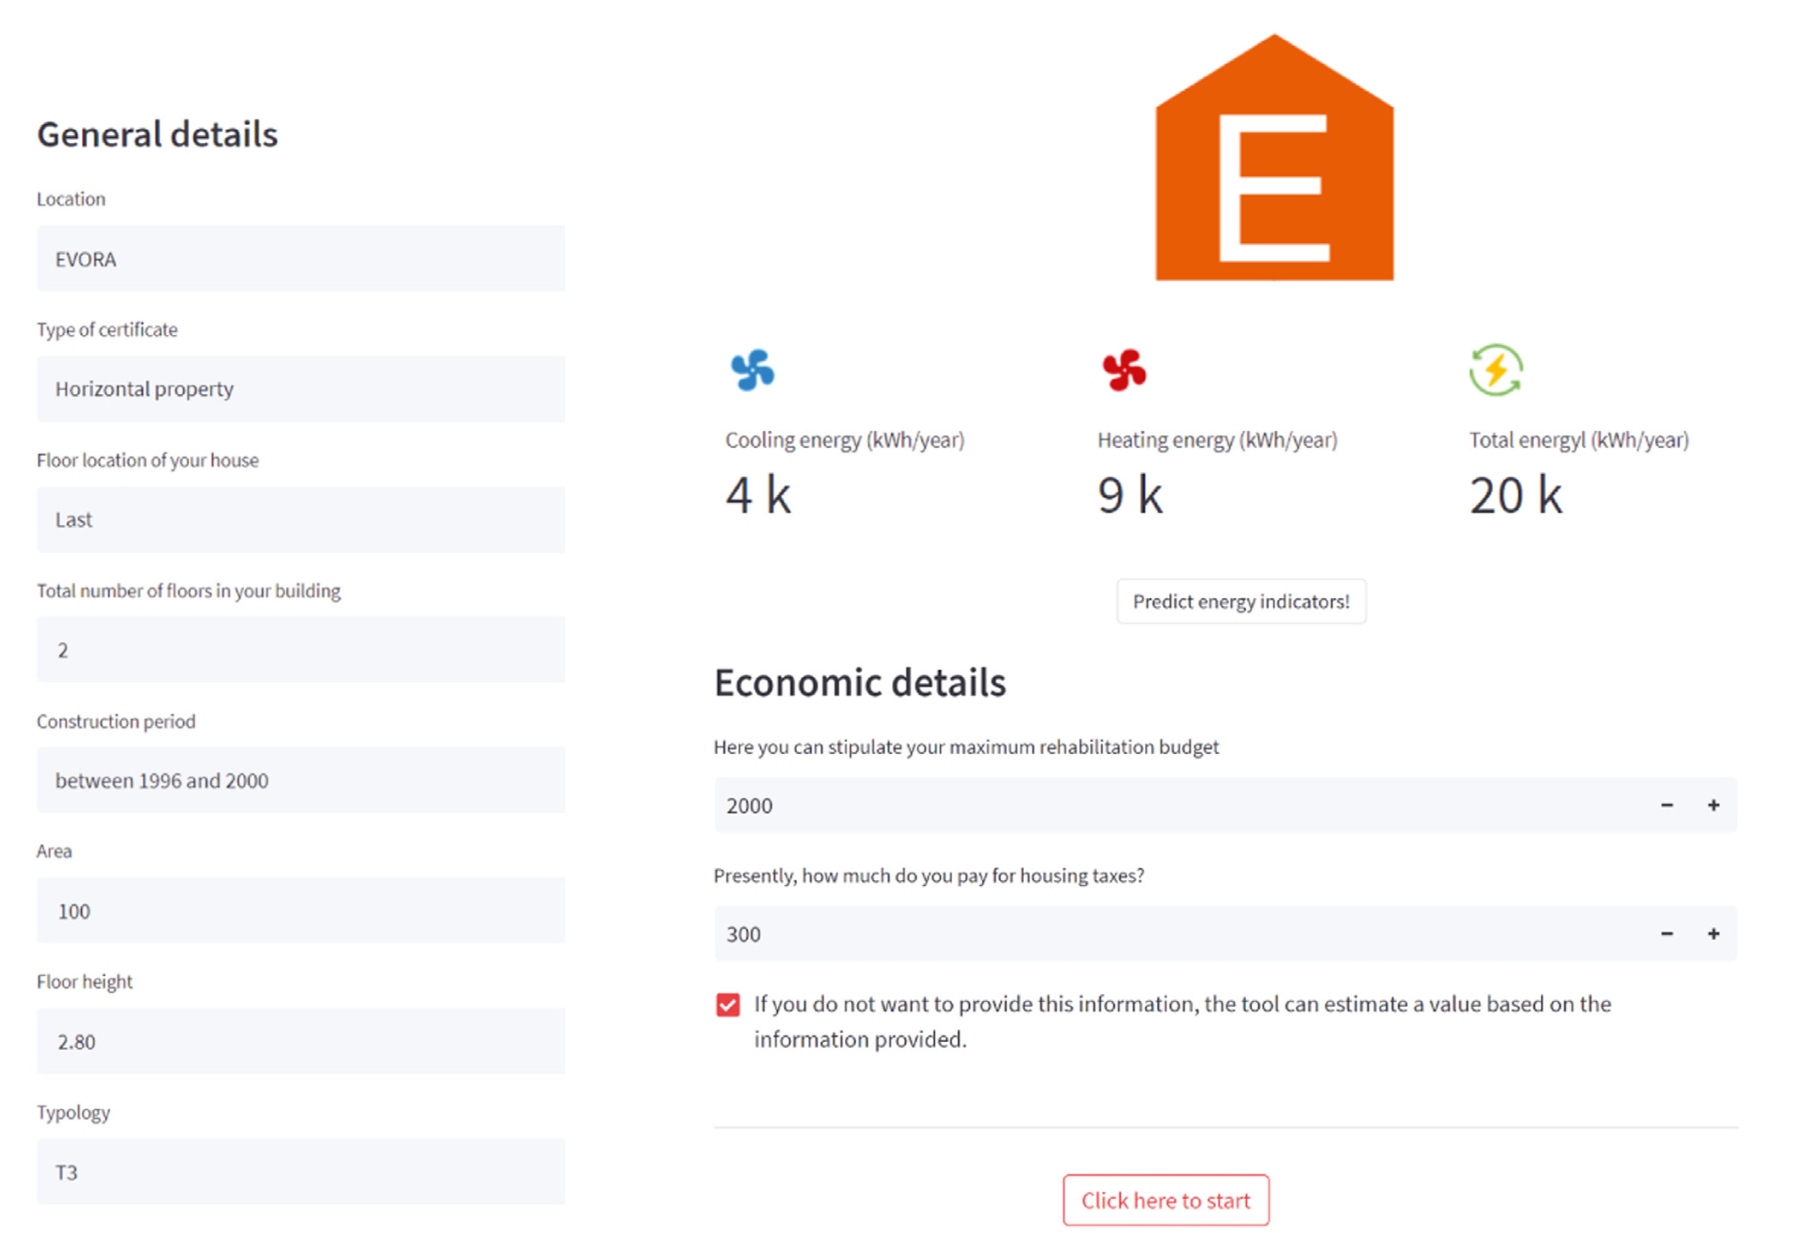 General details
Location
EVORA
Type of certificate
Horizontal property
Floor location of your house
Last
Total number of floors in your building
2
Construction period
between 1996 and 2000
Area
100
Floor height
2.80
Typology
T3
E
Cooling energy (kWh/year)
4 k
Heating energy (kWh/year)
9 k
Total energyl (kWh/year)
20 k
Predict energy indicators!
Economic details
Here you can stipulate your maximum rehabilitation budget
2000 − +
Presently, how much do you pay for housing taxes?
300 − +
If you do not want to provide this information, the tool can estimate a value based on the
information provided.
Click here to start